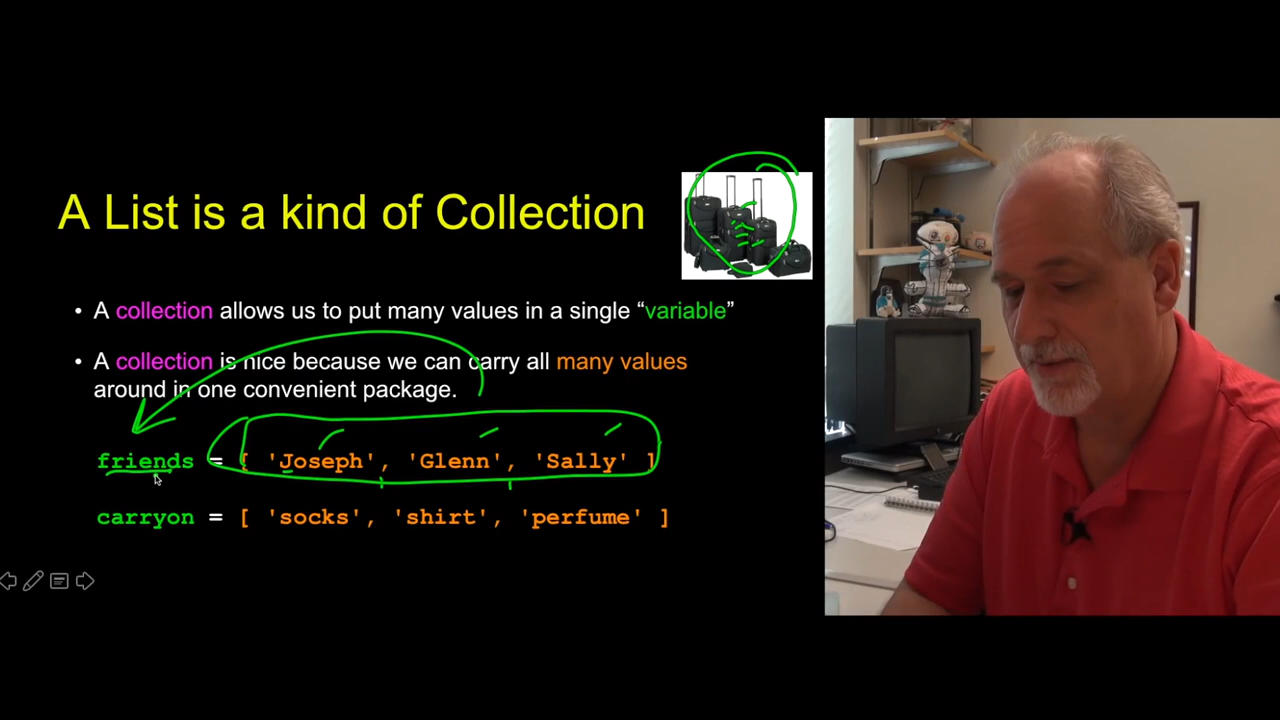 A List is a kind of Collection
• A collection allows us to put many values in a single “variable”
• A collection is nice because we can carry all many values
around in one convenient package.
friends = [ 'Joseph', 'Glenn', 'Sally' ]
carryon = [ 'socks', 'shirt', 'perfume' ]